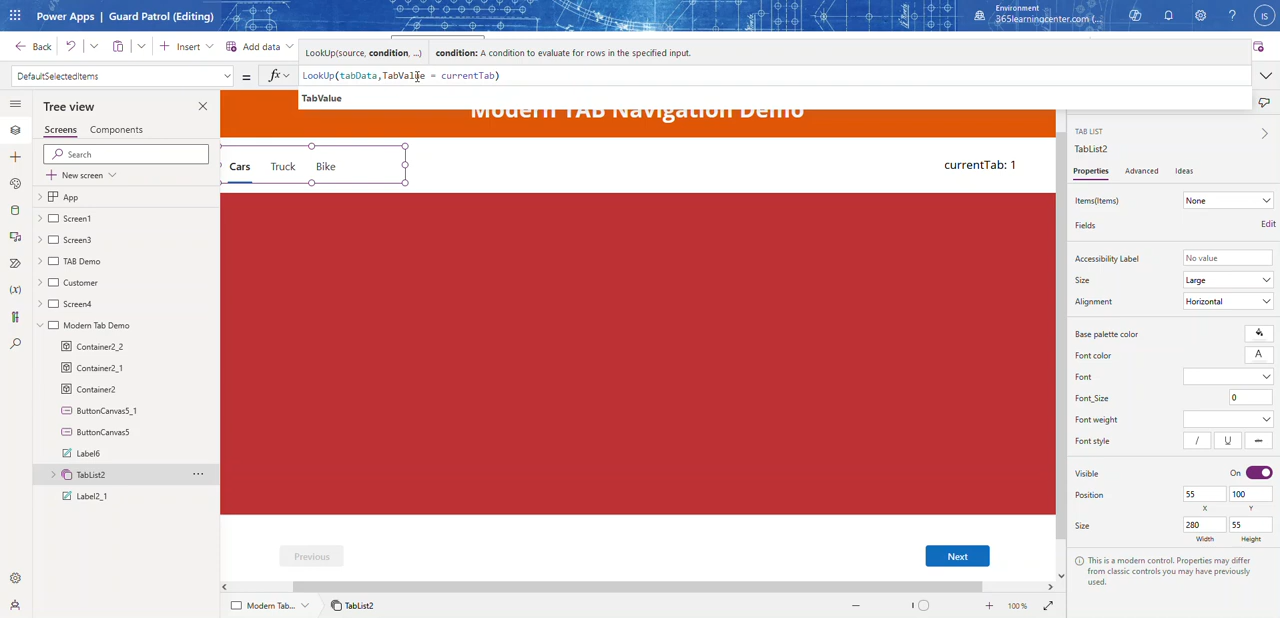 Power Apps | Guard Patrol (Editing)
Environment
365learningcenter.com (...
IS
Back
Insert
Add data
LookUp(source, condition, ...)
condition: A condition to evaluate for rows in the specified input.
DefaultSelectedItems
=
fx
LookUp(tabData,TabValue = currentTab)
TabValue
Tree view
Screens
Components
Search
New screen
App
Screen1
Screen3
TAB Demo
Customer
Screen4
Modern Tab Demo
Container2_2
Container2_1
Container2
ButtonCanvas5_1
ButtonCanvas5
Label6
TabList2
...
Label2_1
Modern TAB Navigation Demo
Cars
Truck
Bike
currentTab: 1
Previous
Next
Modern Tab...
TabList2
100 %
TAB LIST
TabList2
Properties
Advanced
Ideas
Items(Items)
None
Fields
Edit
Accessibility Label
No value
Size
Large
Alignment
Horizontal
Base palette color
Font color
A
Font
Font_Size
0
Font weight
Font style
/
U
Visible
On
Position
55
100
X
Y
Size
280
55
Width
Height
This is a modern control. Properties may differ
from classic controls you may have previously
used.